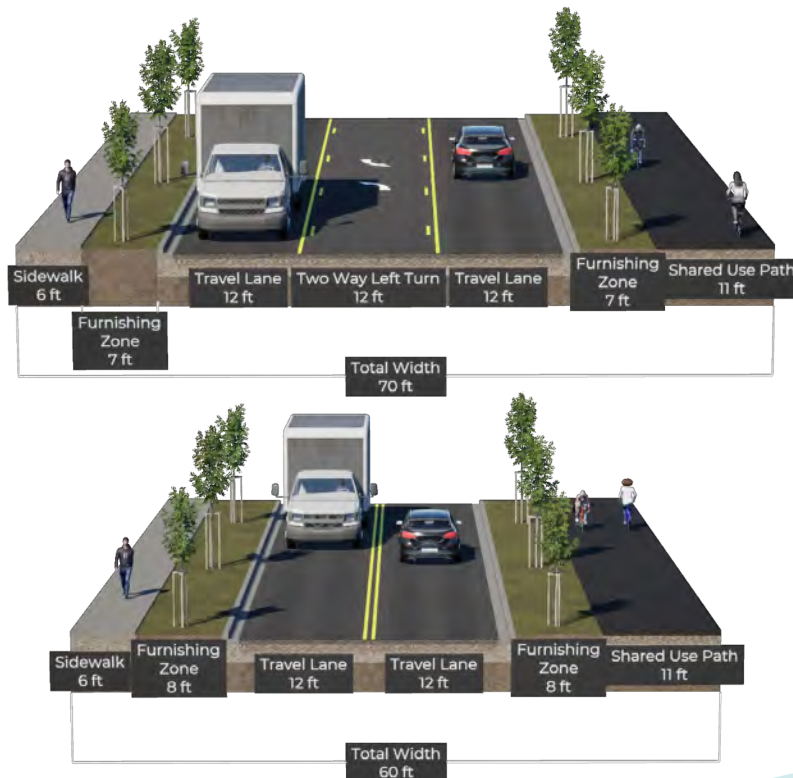 Sidewalk
6 ft
Furnishing
Zone
7 ft
Travel Lane
12 ft
Two Way Left Turn
12 ft
Travel Lane
12 ft
Furnishing
Zone
7 ft
Shared Use Path
11 ft
Total Width
70 ft
Sidewalk
6 ft
Furnishing
Zone
8 ft
Travel Lane
12 ft
Travel Lane
12 ft
Furnishing
Zone
8 ft
Shared Use Path
11 ft
Total Width
60 ft